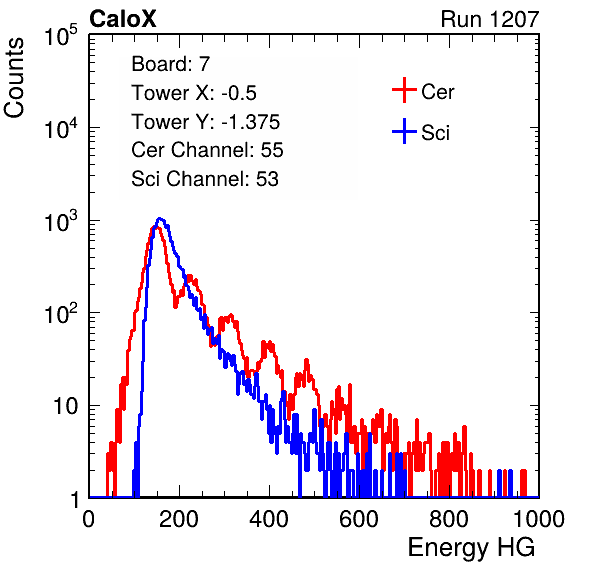 CaloX Run 1207
Counts
Board: 7
Tower X: -0.5
Tower Y: -1.375
Cer Channel: 55
Sci Channel: 53
Cer
Sci
10^5
10^4
10^3
10^2
10
1
0 200 400 600 800 1000
Energy HG